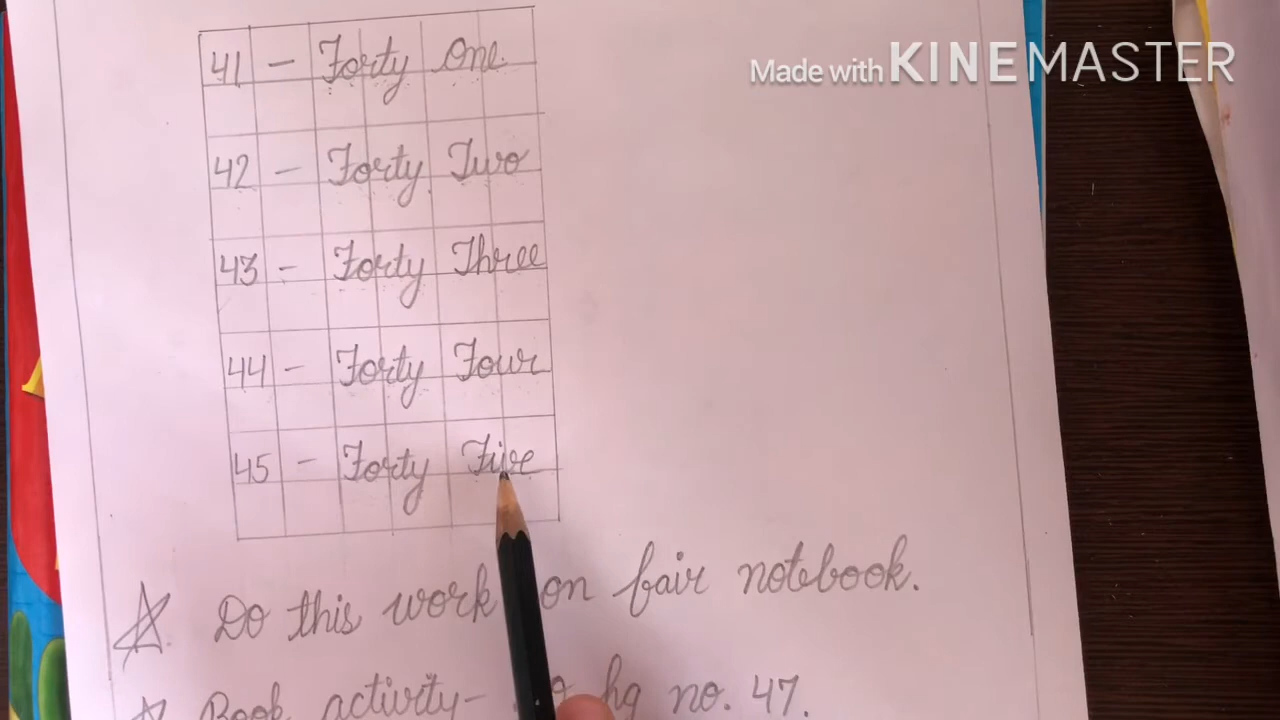 Made with KINEMASTER
41 - Forty One
42 - Forty Two
43 - Forty Three
44 - Forty Four
45 - Forty Five
Do this work on fair notebook.
Book activity- pg no. 47.